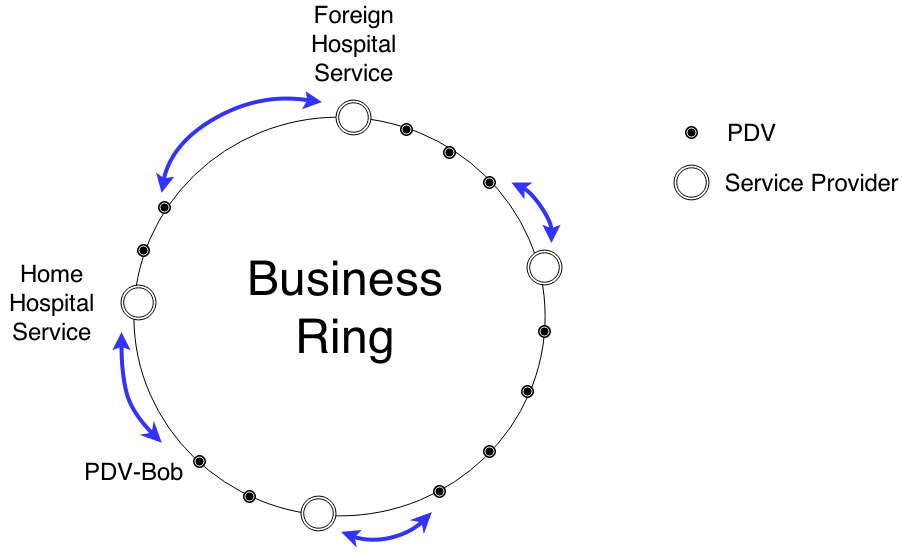 Foreign
Hospital
Service
PDV
Service Provider
Home
Hospital
Service
Business
Ring
PDV-Bob